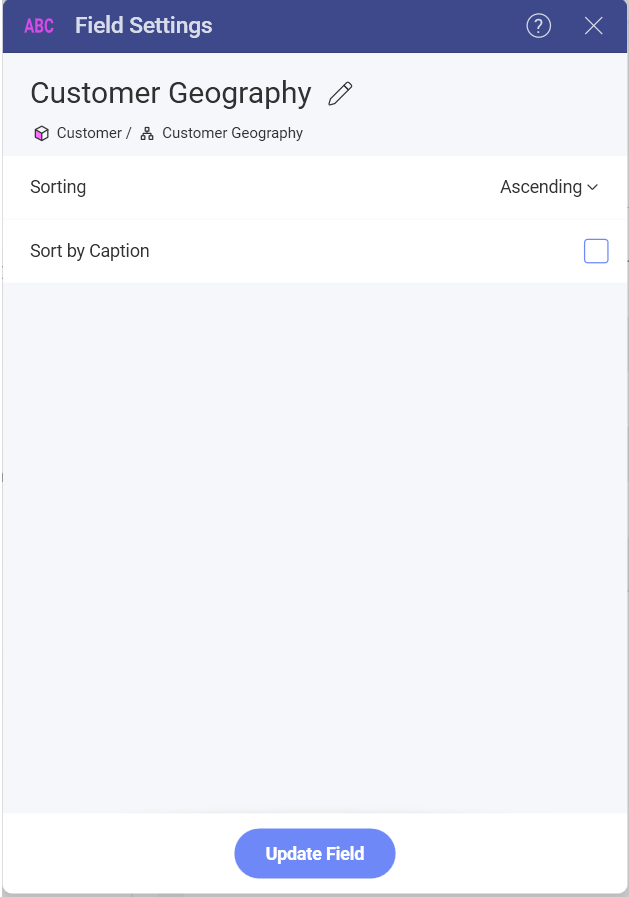 ABC Field Settings ?
Customer Geography
Customer / Customer Geography
Sorting Ascending
Sort by Caption
Update Field